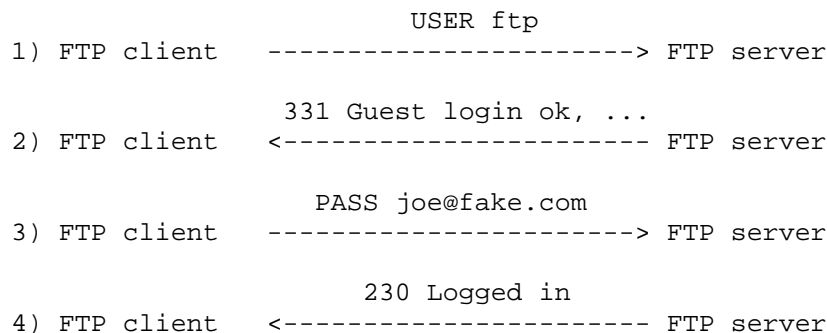 USER ftp
1) FTP client -----------------------> FTP server
331 Guest login ok, ...
2) FTP client <----------------------- FTP server
PASS joe@fake.com
3) FTP client -----------------------> FTP server
230 Logged in
4) FTP client <----------------------- FTP server